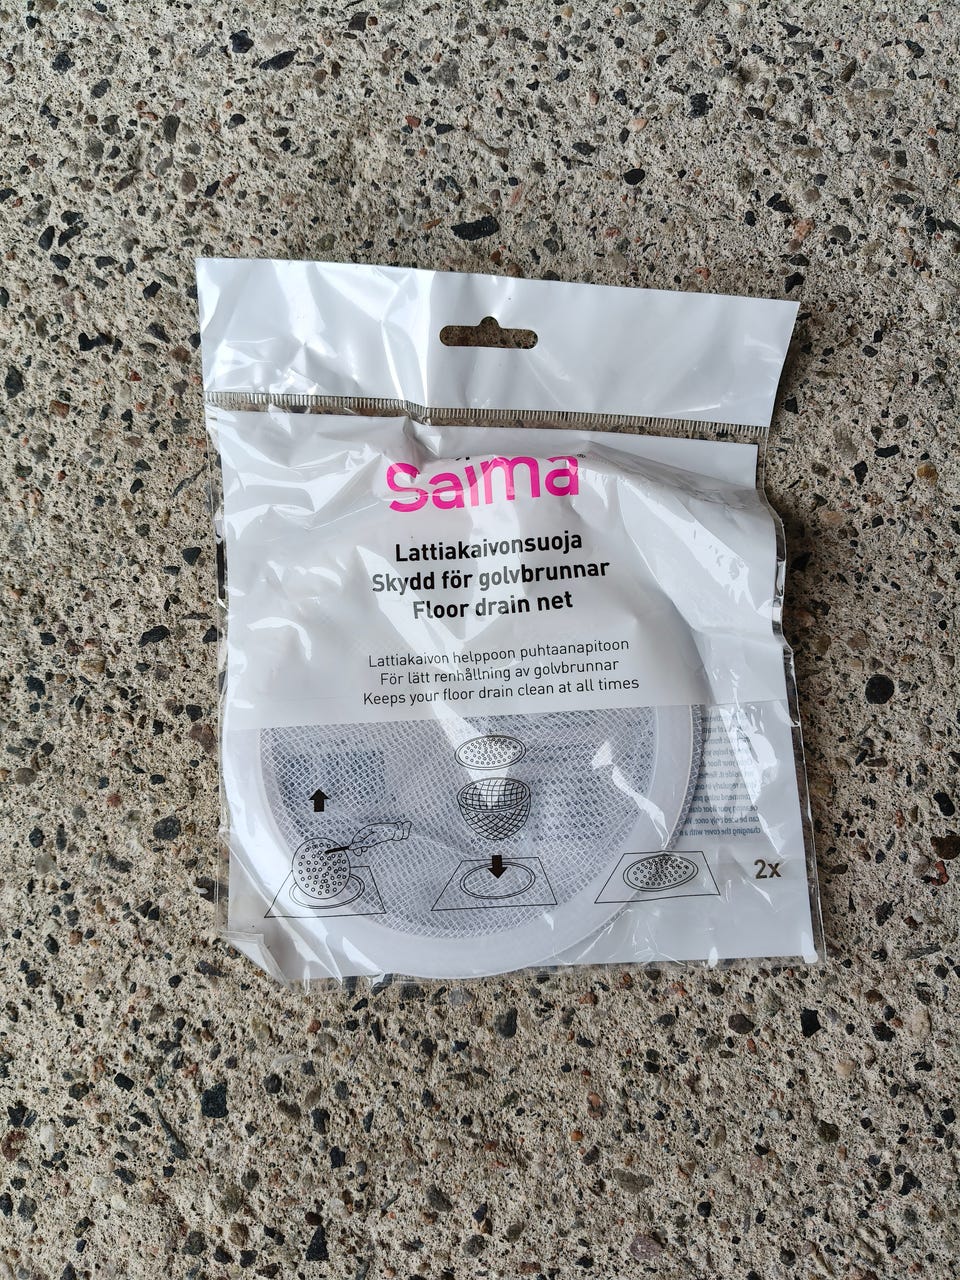 Saima®
Lattiakaivonsuoja
Skydd för golvbrunnar
Floor drain net
Lattiakaivon helppoon puhtaanapitoon
För lätt renhållning av golvbrunnar
Keeps your floor drain clean at all times
2x